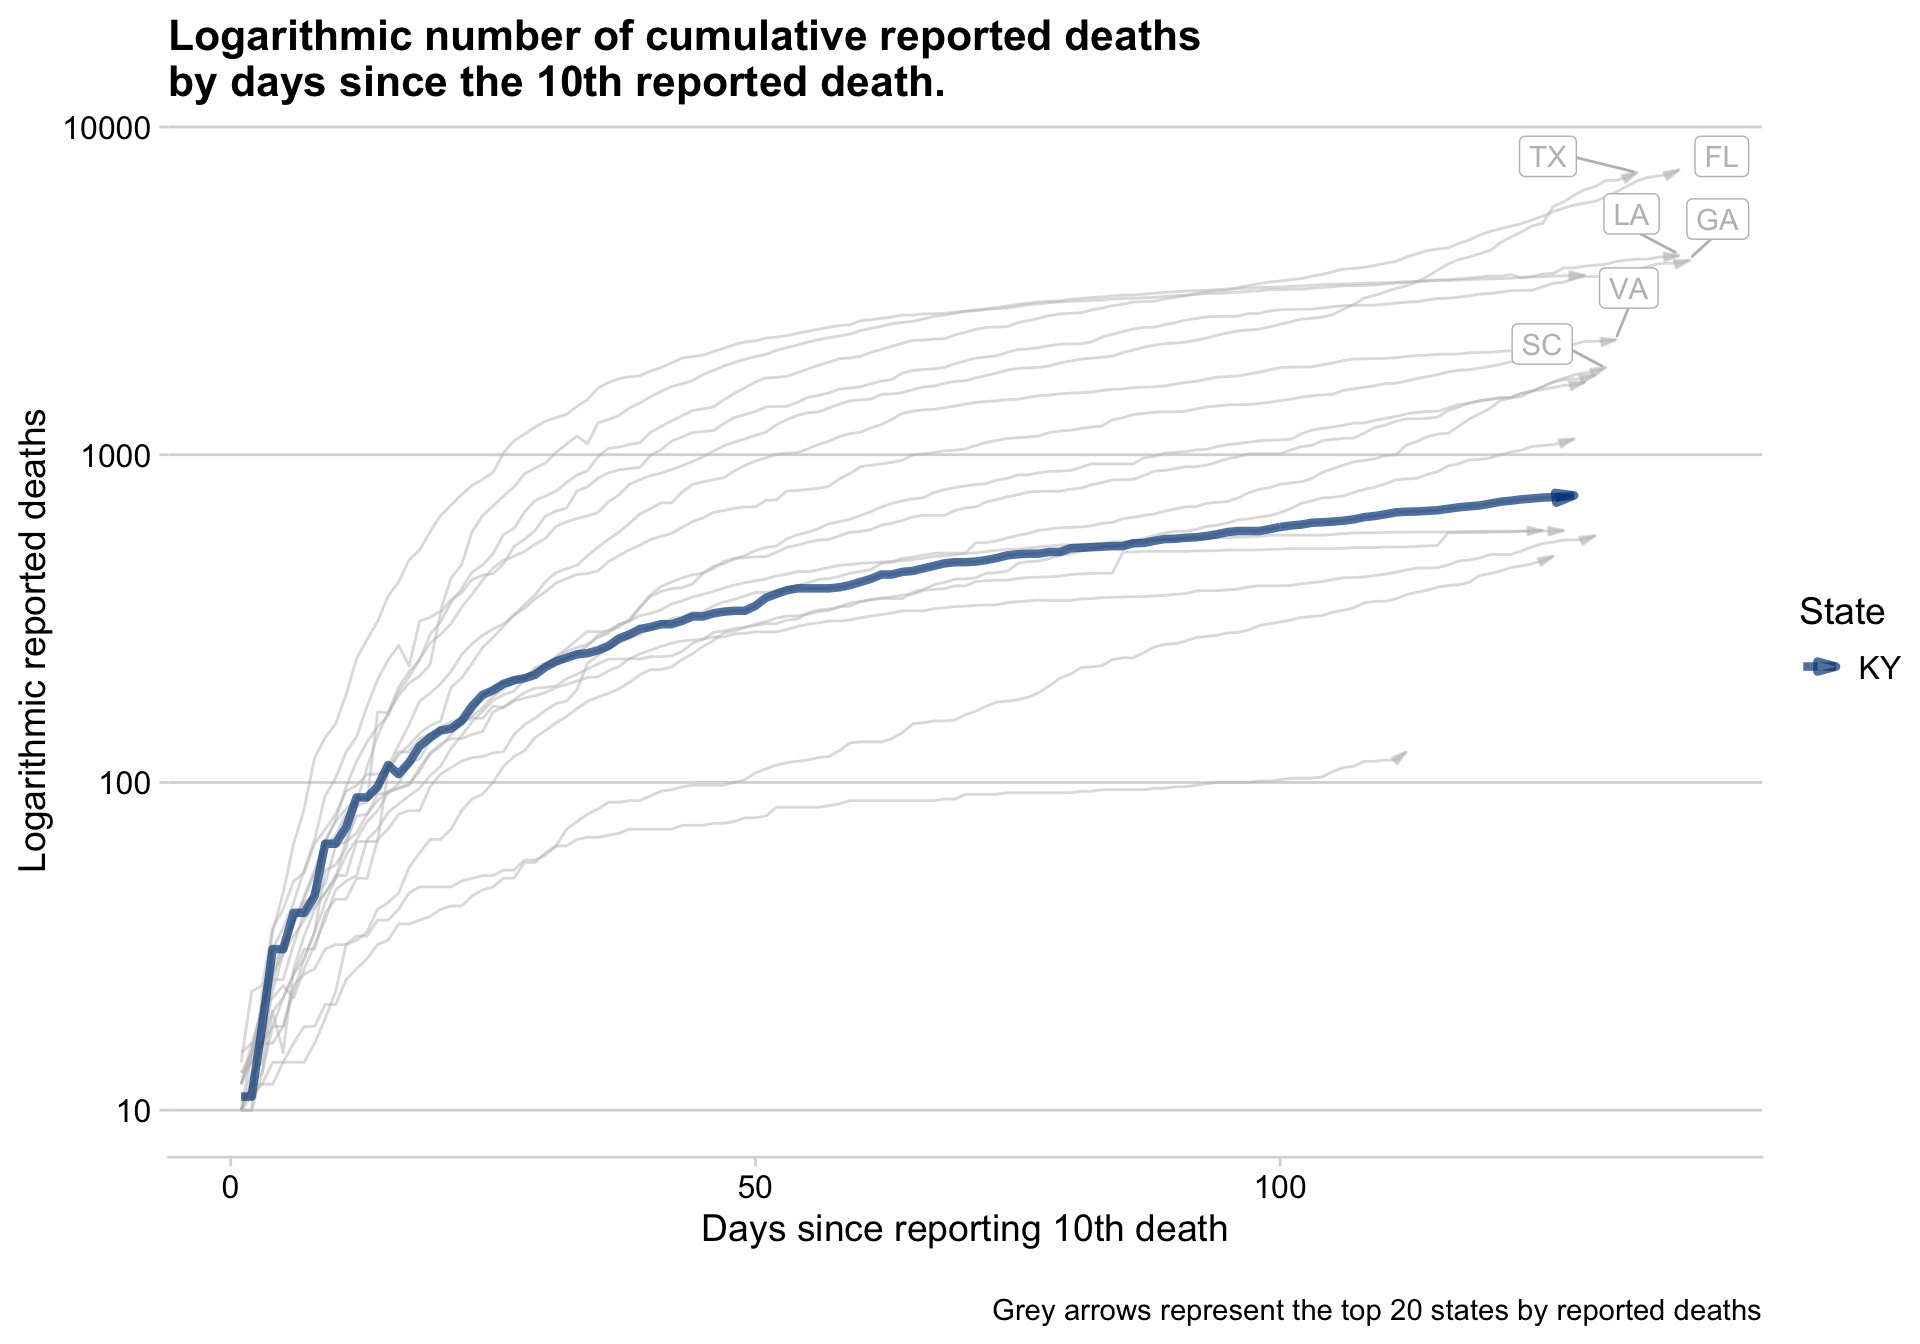 Logarithmic number of cumulative reported deaths
by days since the 10th reported death.
Logarithmic reported deaths
10000
1000
100
10
TX
FL
LA
GA
VA
SC
State
KY
0
50
100
Days since reporting 10th death
Grey arrows represent the top 20 states by reported deaths